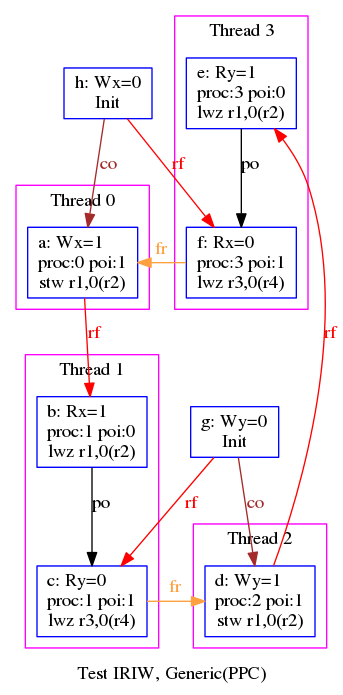 Thread 3
h: Wx=0
Init
e: Ry=1
proc:3 poi:0
lwz r1,0(r2)
co
rf
po
Thread 0
a: Wx=1
proc:0 poi:1
stw r1,0(r2)
fr
f: Rx=0
proc:3 poi:1
lwz r3,0(r4)
rf
rf
Thread 1
b: Rx=1
proc:1 poi:0
lwz r1,0(r2)
g: Wy=0
Init
po
rf
co
Thread 2
c: Ry=0
proc:1 poi:1
lwz r3,0(r4)
fr
d: Wy=1
proc:2 poi:1
stw r1,0(r2)
Test IRIW, Generic(PPC)